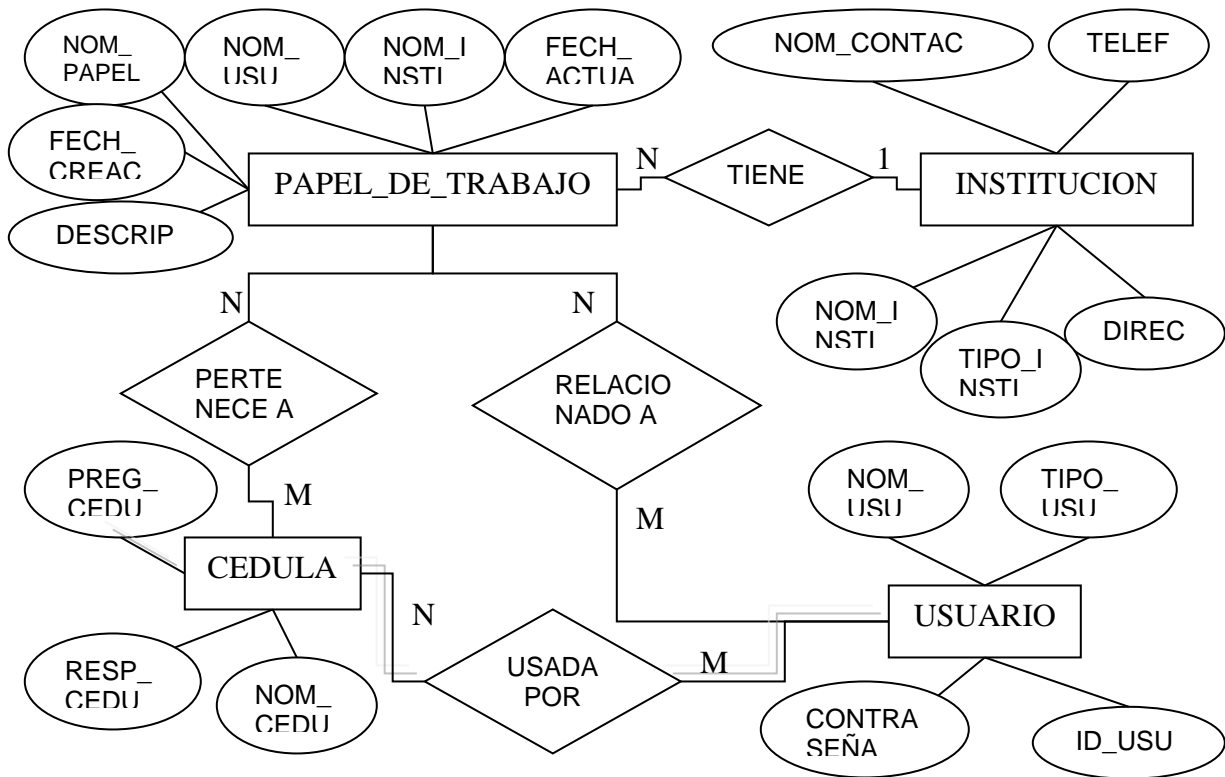 NOM_
PAPEL
NOM_
USU
NOM_I
NSTI
FECH_
ACTUA
NOM_CONTAC
TELEF
FECH_
CREAC
PAPEL_DE_TRABAJO
N
TIENE
1
INSTITUCION
DESCRIP
N
N
NOM_I
NSTI
TIPO_I
NSTI
DIREC
PERTE
NECE A
RELACIO
NADO A
PREG_
CEDU
M
M
NOM_
USU
TIPO_
USU
CEDULA
N
USADA
POR
M
USUARIO
RESP_
CEDU
NOM_
CEDU
CONTRA
SEÑA
ID_USU